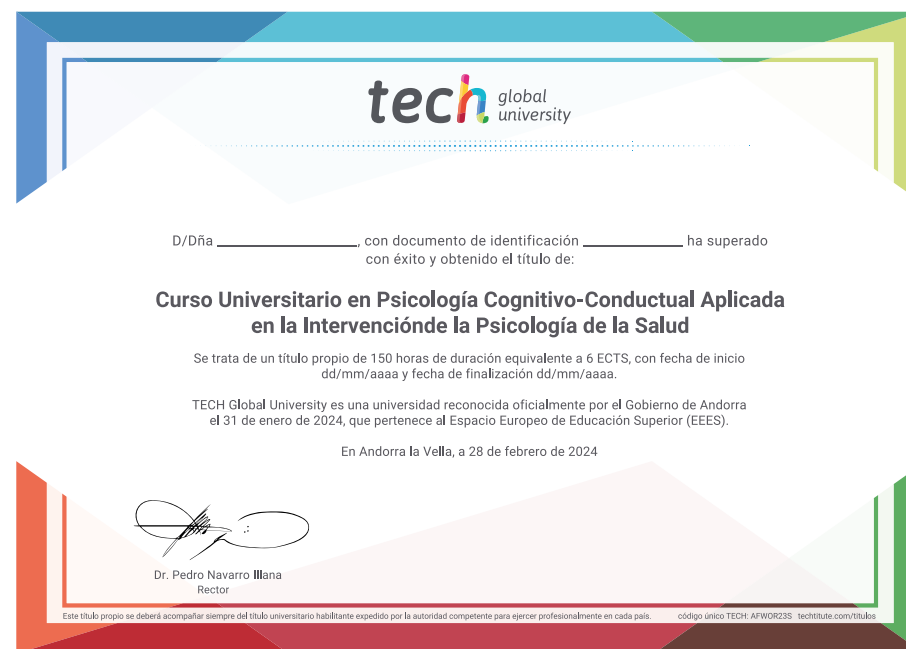 tech global university
D/Dña ____________________, con documento de identificación ______________ ha superado
con éxito y obtenido el título de:
Curso Universitario en Psicología Cognitivo-Conductual Aplicada
en la Intervenciónde la Psicología de la Salud
Se trata de un título propio de 150 horas de duración equivalente a 6 ECTS, con fecha de inicio
dd/mm/aaaa y fecha de finalización dd/mm/aaaa.
TECH Global University es una universidad reconocida oficialmente por el Gobierno de Andorra
el 31 de enero de 2024, que pertenece al Espacio Europeo de Educación Superior (EEES).
En Andorra la Vella, a 28 de febrero de 2024
Dr. Pedro Navarro Illana
Rector
Este título propio se deberá acompañar siempre del título universitario habilitante expedido por la autoridad competente para ejercer profesionalmente en cada país. código único TECH: AFWOR23S techtitute.com/titulos